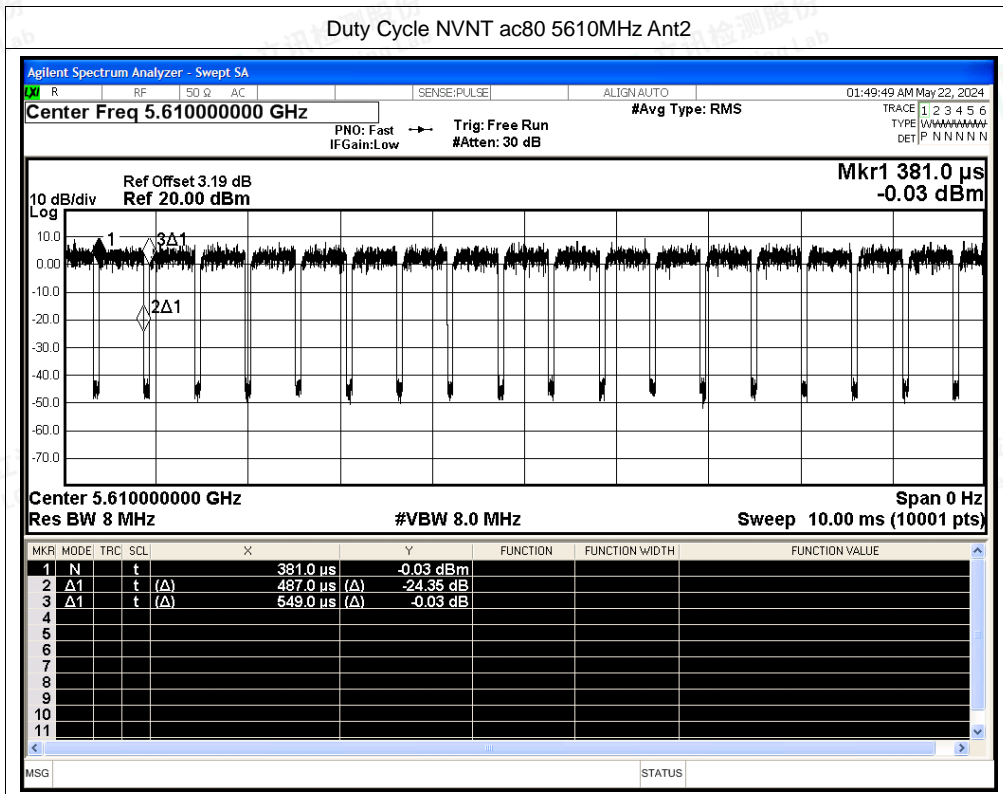 Duty Cycle NVNT ac80 5610MHz Ant2
Agilent Spectrum Analyzer - Swept SA
LXI R RF 50 Ω AC SENSE:PULSE ALIGN AUTO 01:49:49 AM May 22, 2024
Center Freq 5.610000000 GHz #Avg Type: RMS TRACE 1 2 3 4 5 6
PNO: Fast Trig: Free Run TYPE WWWWWW
IFGain:Low #Atten: 30 dB DET P N N N N N
Mkr1 381.0 µs
Ref Offset 3.19 dB
10 dB/div Ref 20.00 dBm -0.03 dBm
Log
10.0
1 3Δ1
0.00
-10.0
2Δ1
-20.0
-30.0
-40.0
-50.0
-60.0
-70.0
Center 5.610000000 GHz Span 0 Hz
Res BW 8 MHz #VBW 8.0 MHz Sweep 10.00 ms (10001 pts)
MKR MODE TRC SCL X Y FUNCTION FUNCTION WIDTH FUNCTION VALUE
1 N t 381.0 µs -0.03 dBm
2 Δ1 t (Δ) 487.0 µs (Δ) -24.35 dB
3 Δ1 t (Δ) 549.0 µs (Δ) -0.03 dB
4
5
6
7
8
9
10
11
MSG STATUS